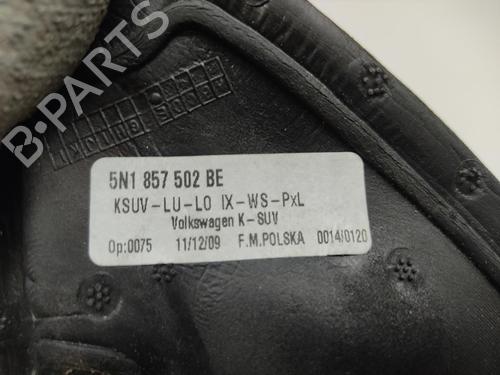 B-PARTS
5N1 857 502 BE
KSUV-LU-LO IX-WS-PxL
Volkswagen K-SUV
Op:0075 11/12/09 F.M.POLSKA 0014/0120